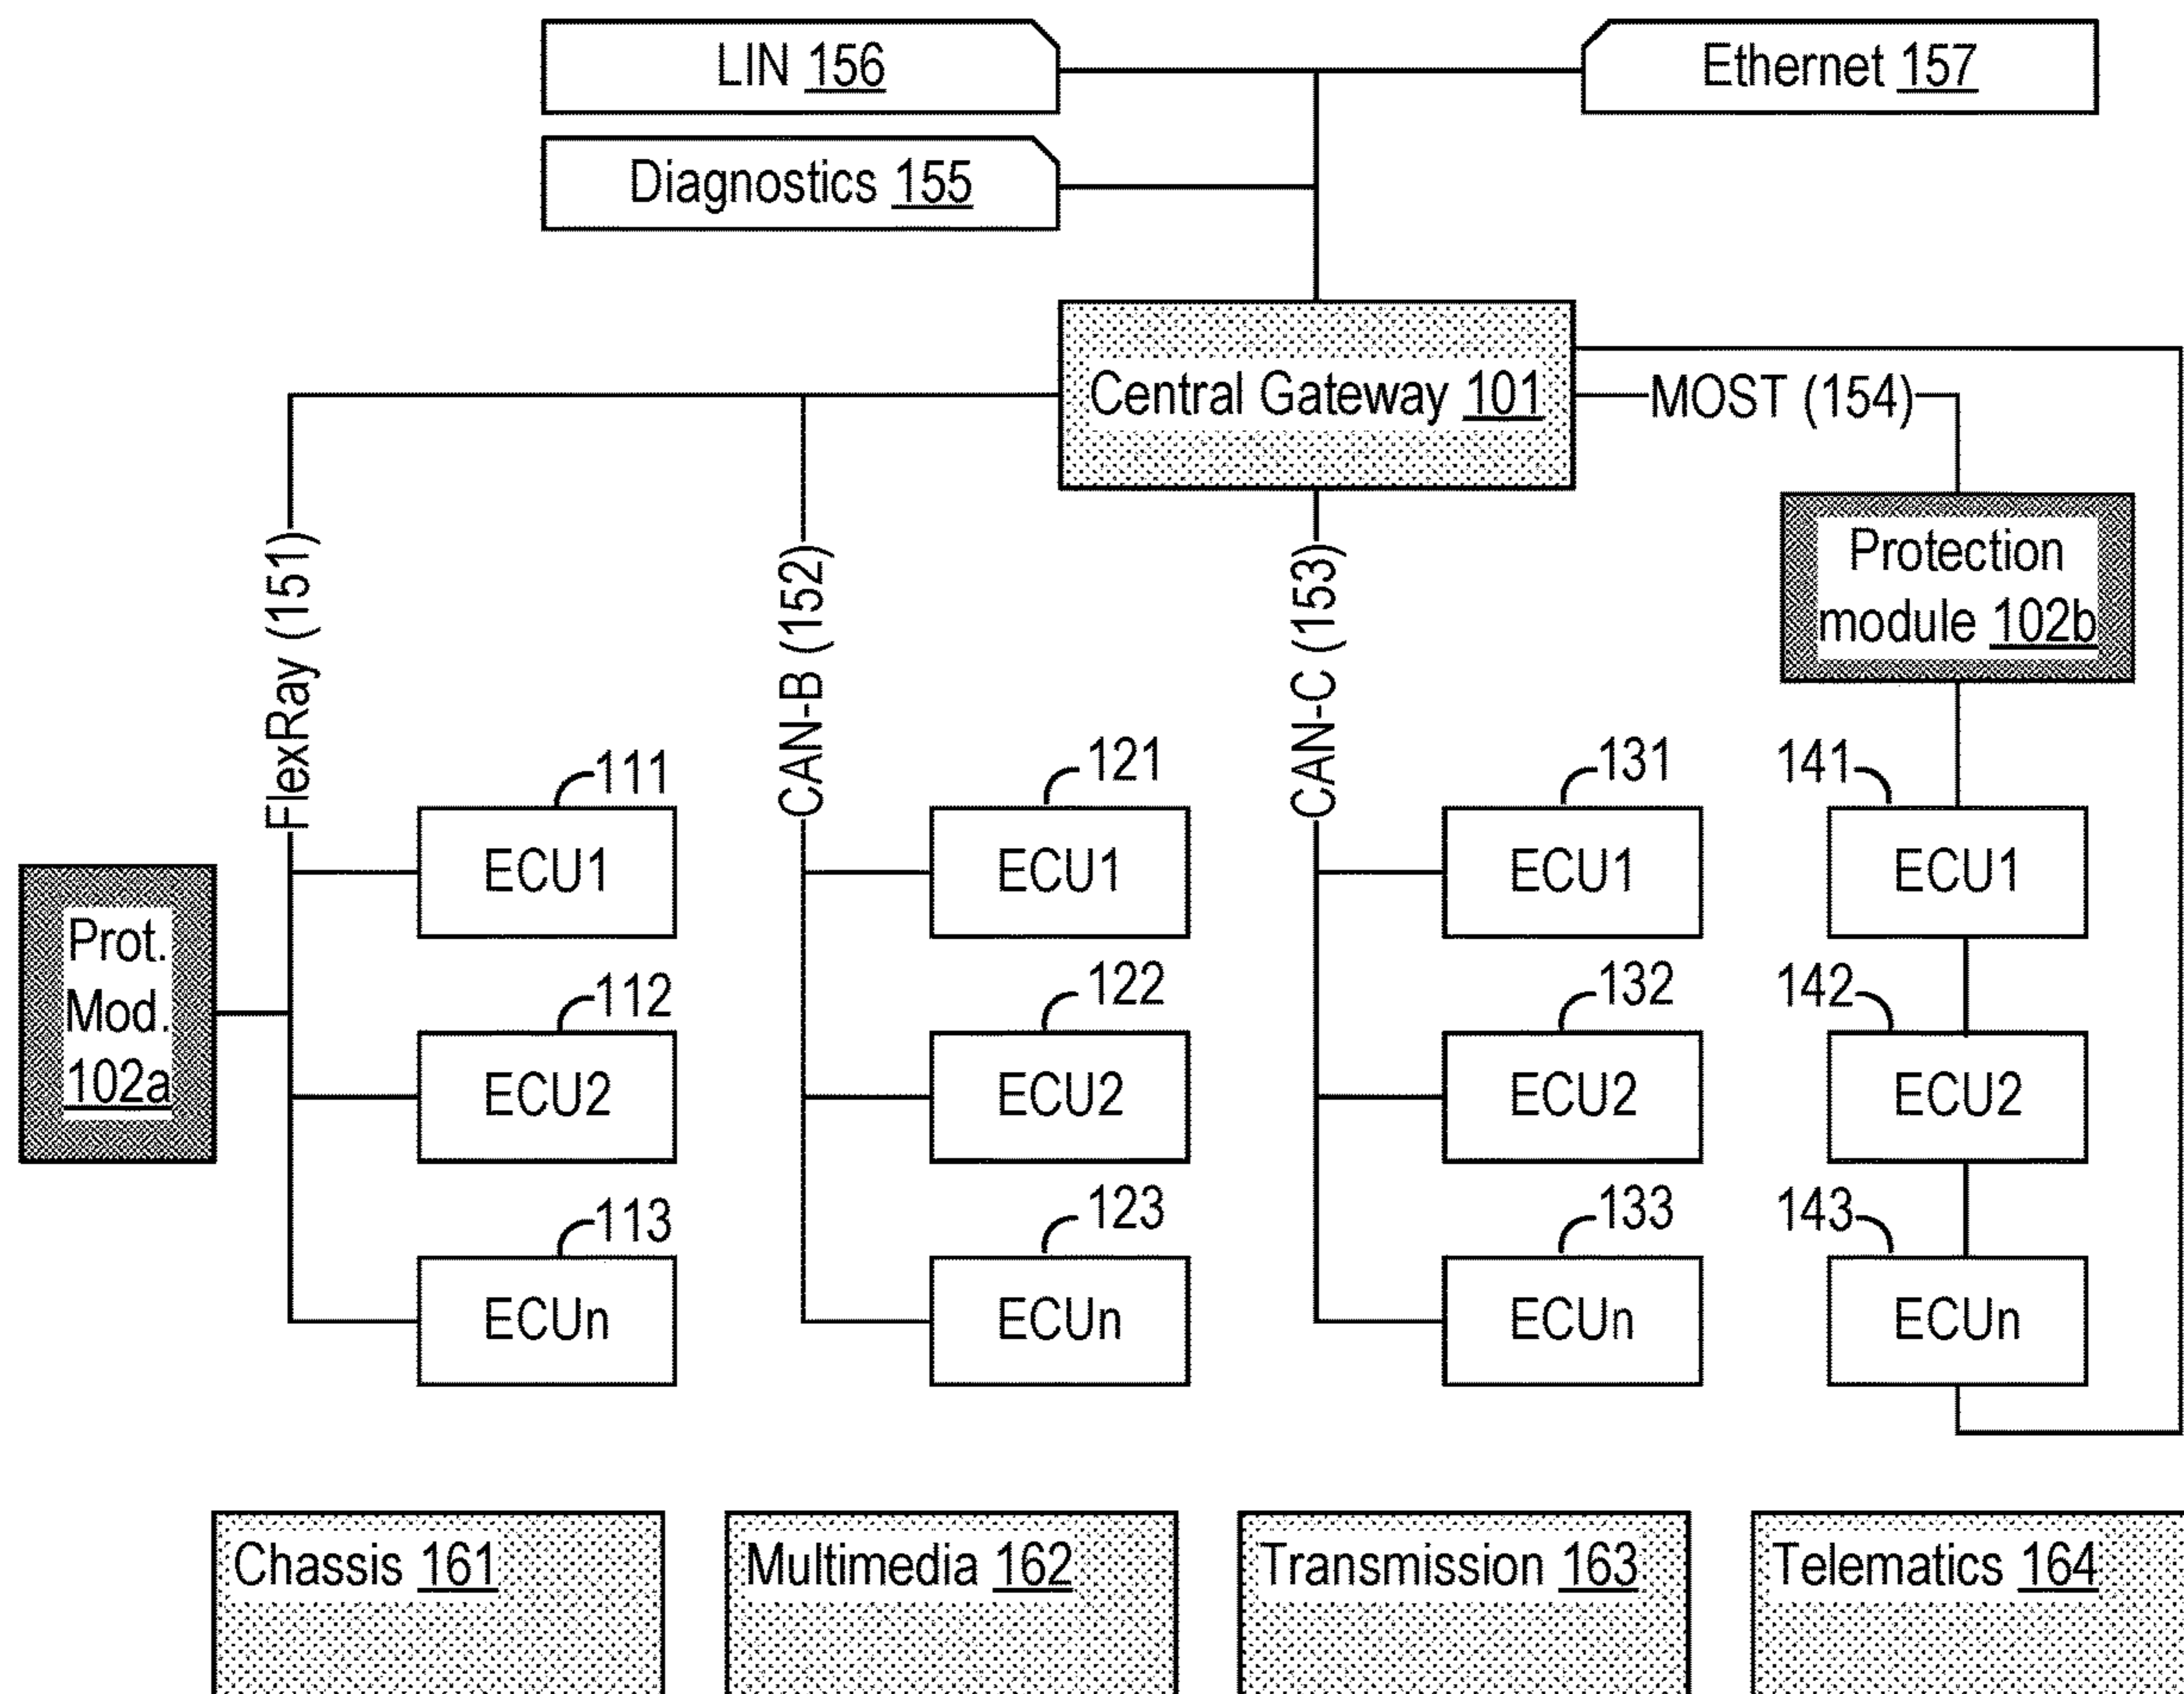 LIN 156
Ethernet 157
Diagnostics 155
Central Gateway 101
MOST (154)
FlexRay (151)
CAN-B (152)
CAN-C (153)
Protection
module 102b
111
121
131
141
ECU1
ECU1
ECU1
ECU1
Prot.
Mod.
102a
112
122
132
142
ECU2
ECU2
ECU2
ECU2
113
123
133
143
ECUn
ECUn
ECUn
ECUn
Chassis 161
Multimedia 162
Transmission 163
Telematics 164